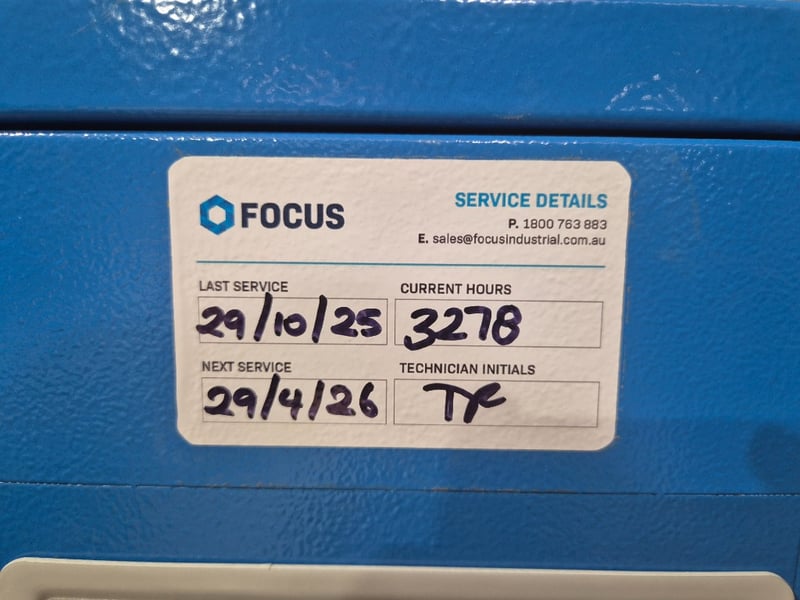 FOCUS
SERVICE DETAILS
P. 1800 763 883
E. sales@focusindustrial.com.au
LAST SERVICE
29/10/25
CURRENT HOURS
3278
NEXT SERVICE
29/4/26
TECHNICIAN INITIALS